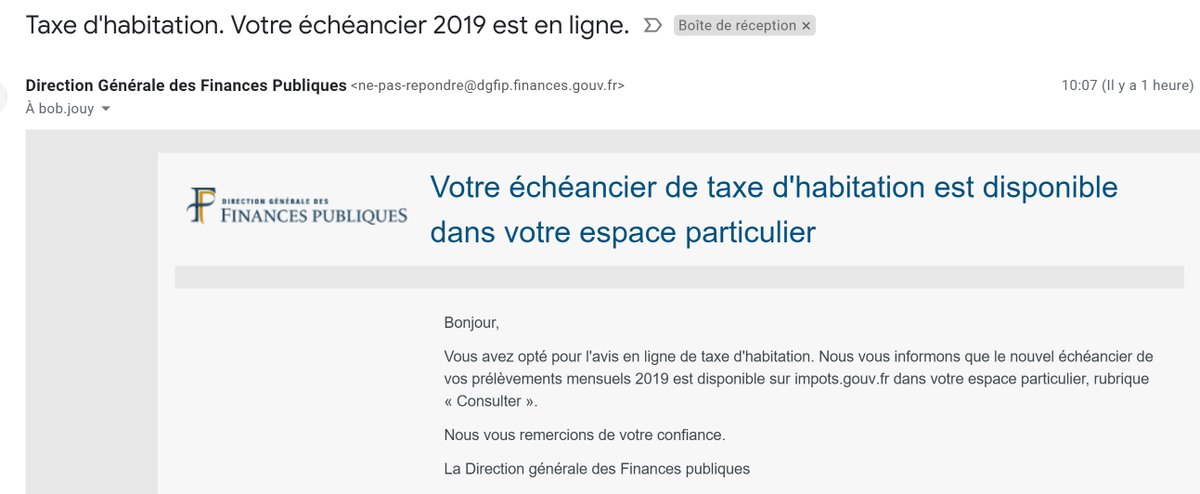 Taxe d'habitation. Votre échéancier 2019 est en ligne. Boîte de réception ×
Direction Générale des Finances Publiques <ne-pas-repondre@dgfip.finances.gouv.fr> 10:07 (Il y a 1 heure)
À bob.jouy
DIRECTION GÉNÉRALE DES
FINANCES PUBLIQUES
Votre échéancier de taxe d'habitation est disponible
dans votre espace particulier
Bonjour,
Vous avez opté pour l'avis en ligne de taxe d'habitation. Nous vous informons que le nouvel échéancier de
vos prélèvements mensuels 2019 est disponible sur impots.gouv.fr dans votre espace particulier, rubrique
« Consulter ».
Nous vous remercions de votre confiance.
La Direction générale des Finances publiques